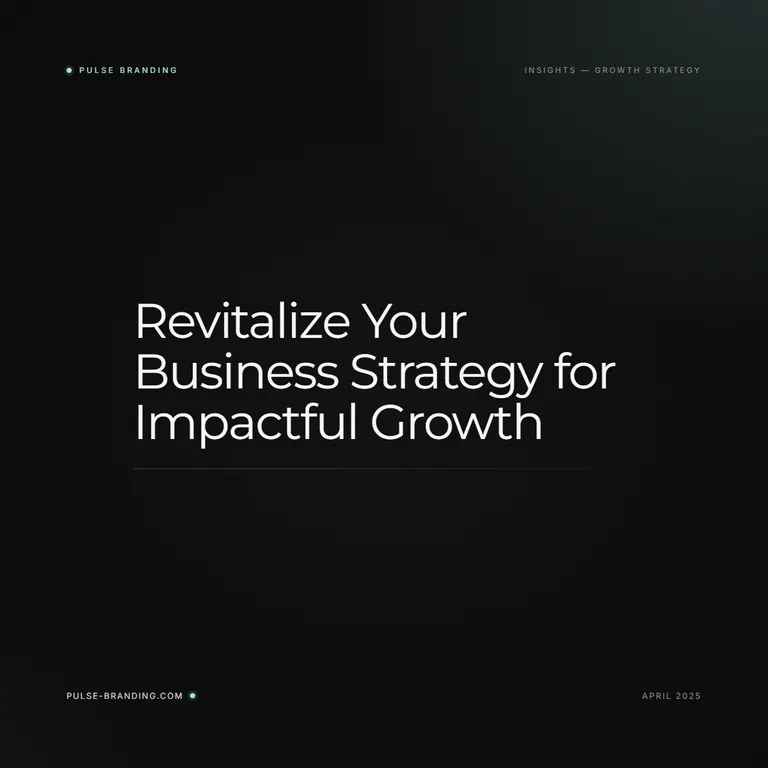 PULSE BRANDING
INSIGHTS — GROWTH STRATEGY
Revitalize Your
Business Strategy for
Impactful Growth
PULSE-BRANDING.COM
APRIL 2025